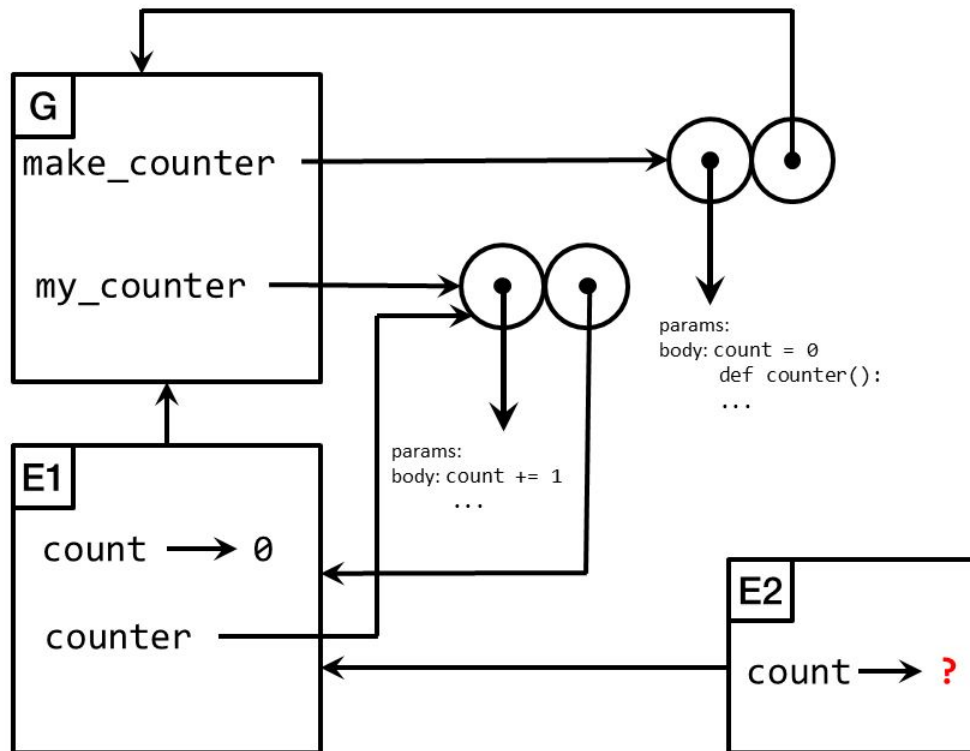 G
make_counter
my_counter
params:
body: count = 0
def counter():
...
params:
body: count += 1
...
E1
count 0
counter
E2
count ?